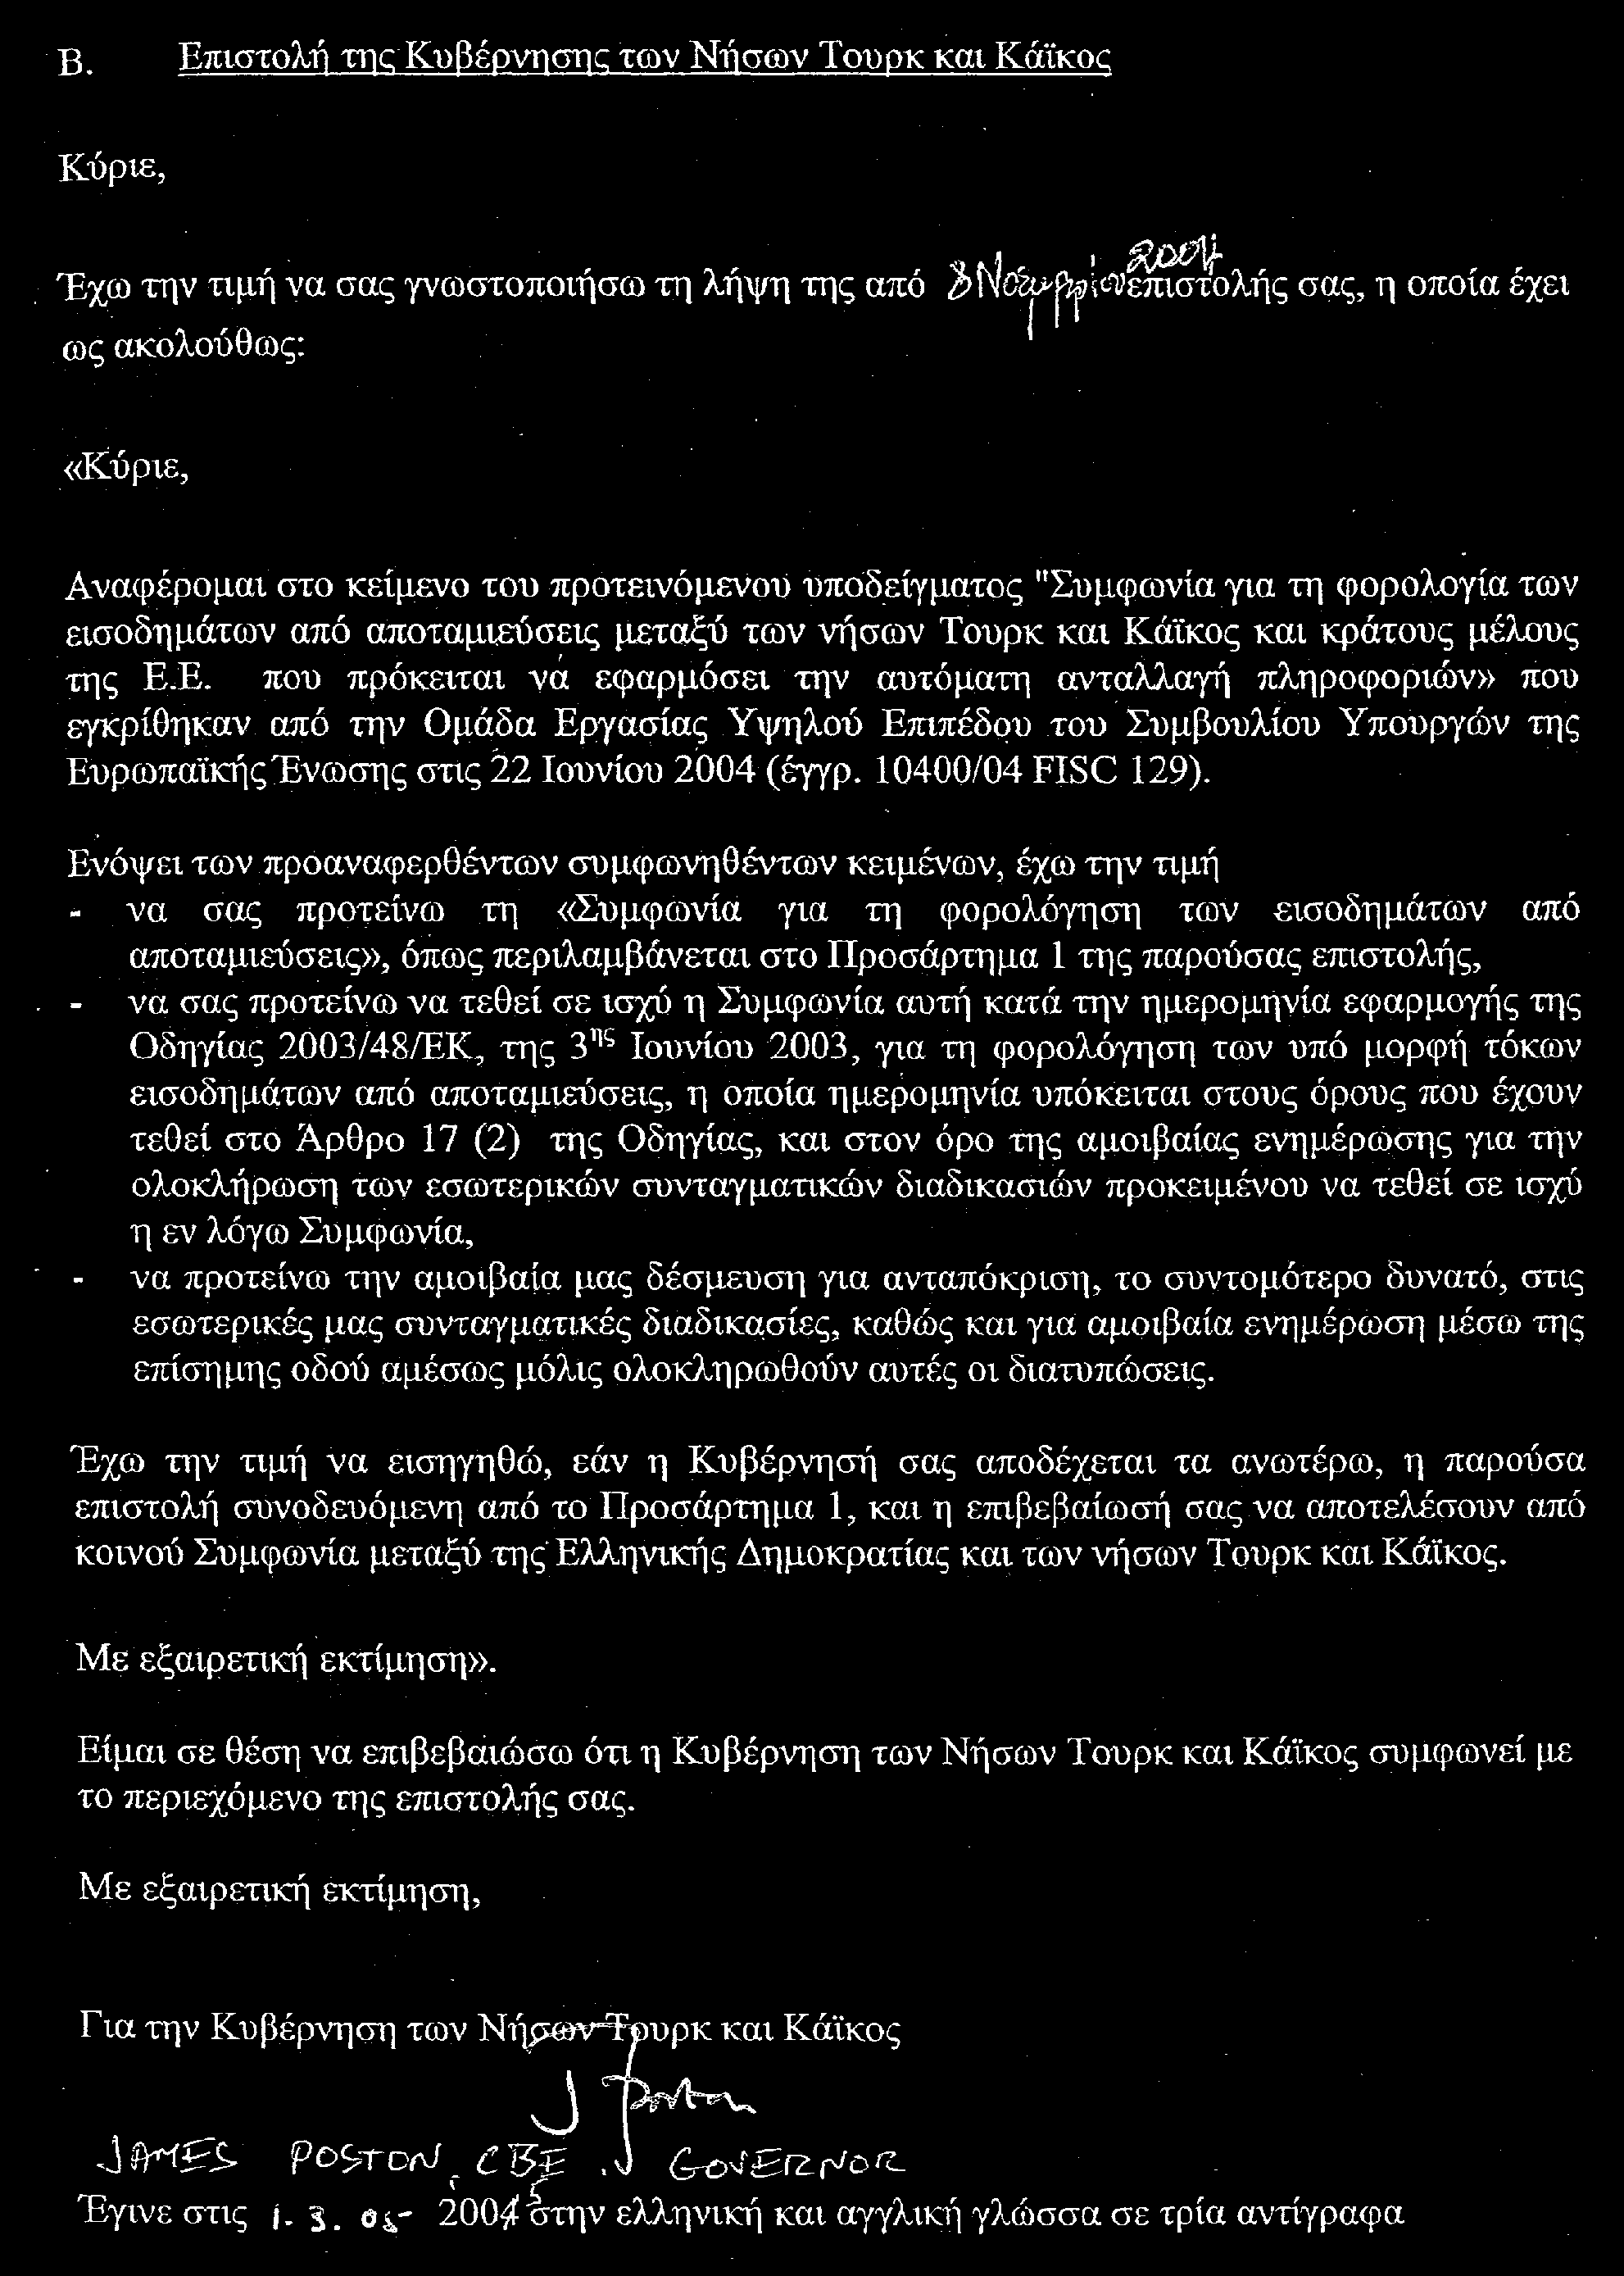 Β. Επιστολή της Κυβέρνησης των Νήσων Τουρκ και Κάϊκος
Κύριε,
Έχω την τιμή να σας γνωστοποιήσω τη λήψη της από 2004 επιστολής σας, η οποία έχει
ως ακολούθως:
«Κύριε,
Αναφέρομαι στο κείμενο του προτεινόμενου υποδείγματος "Συμφωνία για τη φορολογία των
εισοδημάτων από αποταμιεύσεις μεταξύ των νήσων Τουρκ και Κάϊκος και κράτους μέλους
της Ε.Ε. που πρόκειται νά εφαρμόσει την αυτόματη ανταλλαγή πληροφοριών» που
εγκρίθηκαν από την Ομάδα Εργασίας Υψηλού Επιπέδου του Συμβουλίου Υπουργών της
Ευρωπαϊκής Ένωσης στις 22 Ιουνίου 2004 (έγγρ. 10400/04 FISC 129).
Ενόψει των προαναφερθέντων συμφωνηθέντων κειμένων, έχω την τιμή
- να σας προτείνω τη «Συμφωνία για τη φορολόγηση των εισοδημάτων από
αποταμιεύσεις», όπως περιλαμβάνεται στο Προσάρτημα 1 της παρούσας επιστολής,
- να σας προτείνω να τεθεί σε ισχύ η Συμφωνία αυτή κατά την ημερομηνία εφαρμογής της
Οδηγίας 2003/48/ΕΚ, της 3ης Ιουνίου 2003, για τη φορολόγηση των υπό μορφή τόκων
εισοδημάτων από αποταμιεύσεις, η οποία ημερομηνία υπόκειται στους όρους που έχουν
τεθεί στο Άρθρο 17 (2) της Οδηγίας, και στον όρο της αμοιβαίας ενημέρωσης για την
ολοκλήρωση των εσωτερικών συνταγματικών διαδικασιών προκειμένου να τεθεί σε ισχύ
η εν λόγω Συμφωνία,
- να προτείνω την αμοιβαία μας δέσμευση για ανταπόκριση, το συντομότερο δυνατό, στις
εσωτερικές μας συνταγματικές διαδικασίες, καθώς και για αμοιβαία ενημέρωση μέσω της
επίσημης οδού αμέσως μόλις ολοκληρωθούν αυτές οι διατυπώσεις.
Έχω την τιμή να εισηγηθώ, εάν η Κυβέρνησή σας αποδέχεται τα ανωτέρω, η παρούσα
επιστολή συνοδευόμενη από το Προσάρτημα 1, και η επιβεβαίωσή σας να αποτελέσουν από
κοινού Συμφωνία μεταξύ της Ελληνικής Δημοκρατίας και των νήσων Τουρκ και Κάϊκος.
Με εξαιρετική εκτίμηση».
Είμαι σε θέση να επιβεβαιώσω ότι η Κυβέρνηση των Νήσων Τουρκ και Κάϊκος συμφωνεί με
το περιεχόμενο της επιστολής σας.
Με εξαιρετική εκτίμηση,
Για την Κυβέρνηση των Νήσων Τουρκ και Κάϊκος
J Poston
JAMES POSTON, CBE, GOVERNOR
Έγινε στις 1. 3. 2004 στην ελληνική και αγγλική γλώσσα σε τρία αντίγραφα